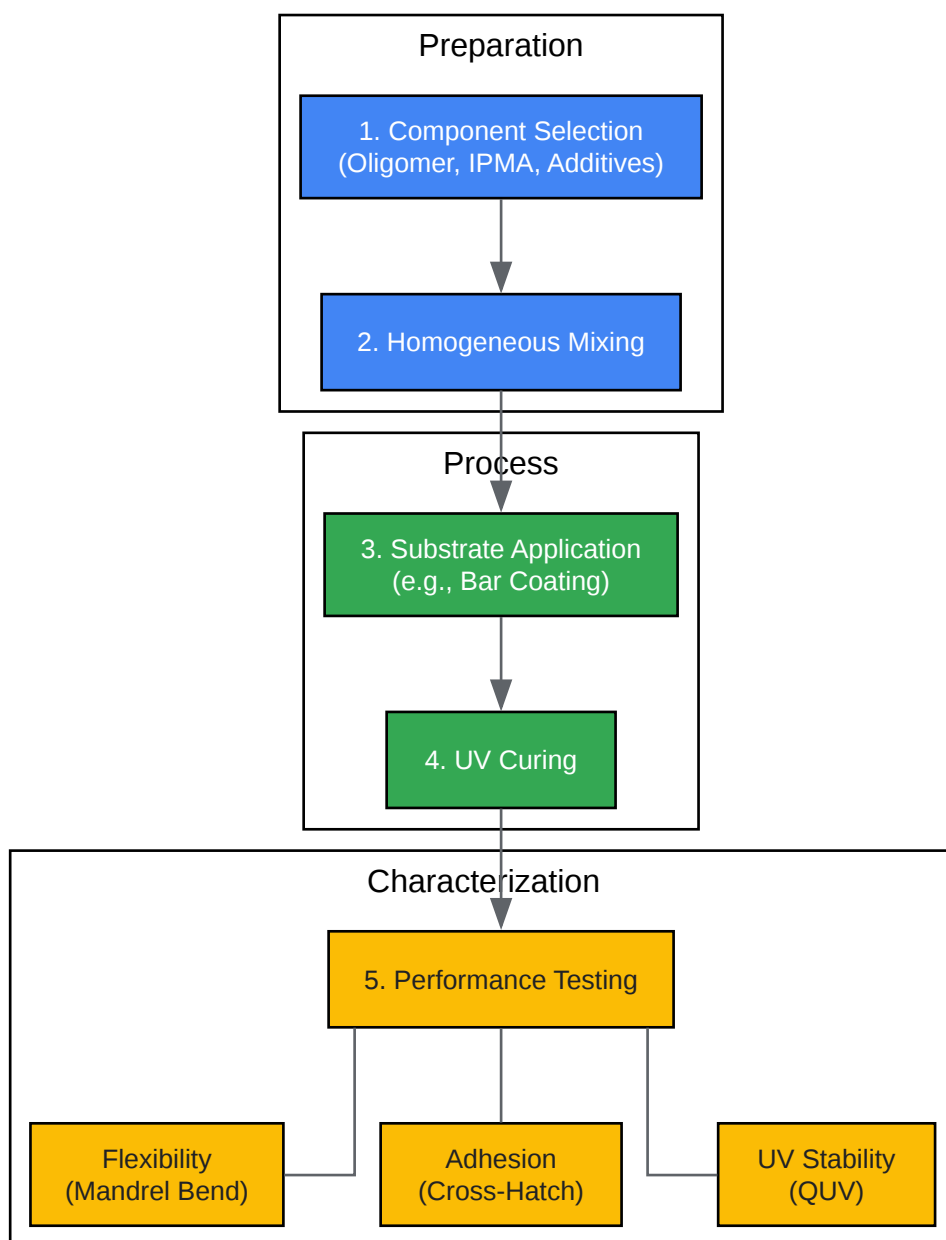 Preparation
1. Component Selection
(Oligomer, IPMA, Additives)
2. Homogeneous Mixing
Process
3. Substrate Application
(e.g., Bar Coating)
4. UV Curing
Characterization
5. Performance Testing
Flexibility
(Mandrel Bend)
Adhesion
(Cross-Hatch)
UV Stability
(QUV)